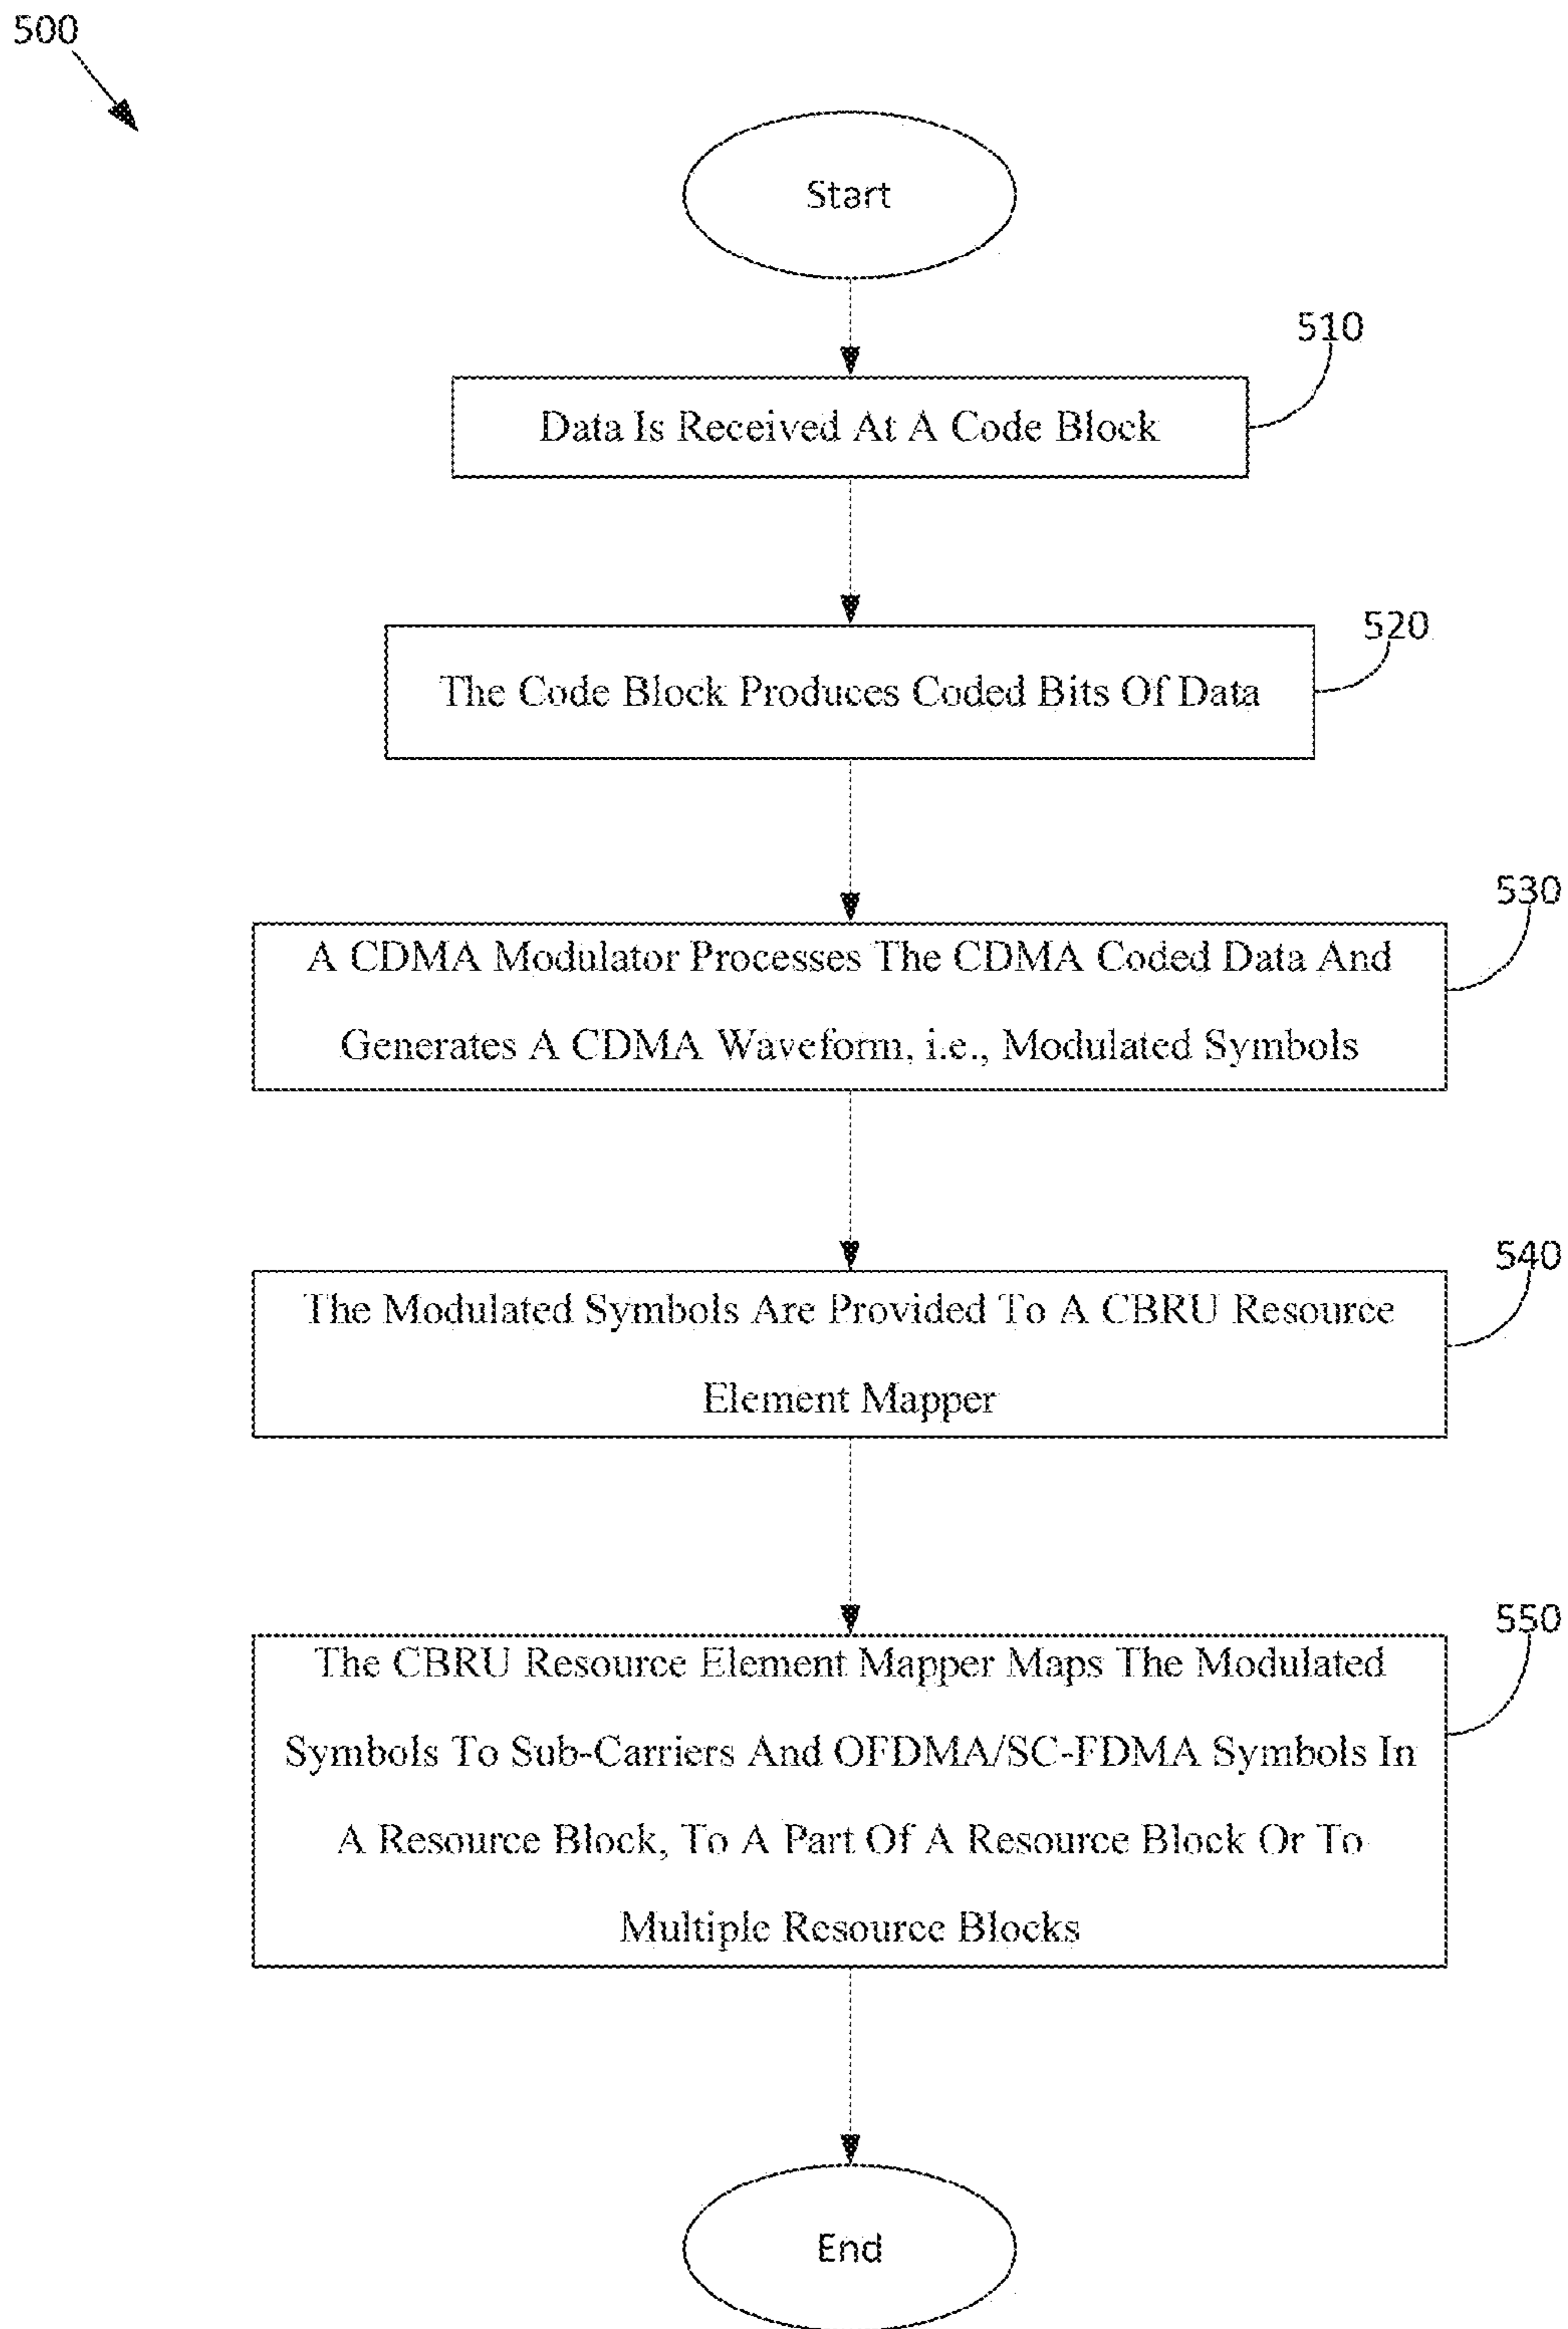 500
Start
510
Data Is Received At A Code Block
520
The Code Block Produces Coded Bits Of Data
530
A CDMA Modulator Processes The CDMA Coded Data And
Generates A CDMA Waveform, i.e., Modulated Symbols
540
The Modulated Symbols Are Provided To A CBRU Resource
Element Mapper
550
The CBRU Resource Element Mapper Maps The Modulated
Symbols To Sub-Carriers And OFDMA/SC-FDMA Symbols In
A Resource Block, To A Part Of A Resource Block Or To
Multiple Resource Blocks
End